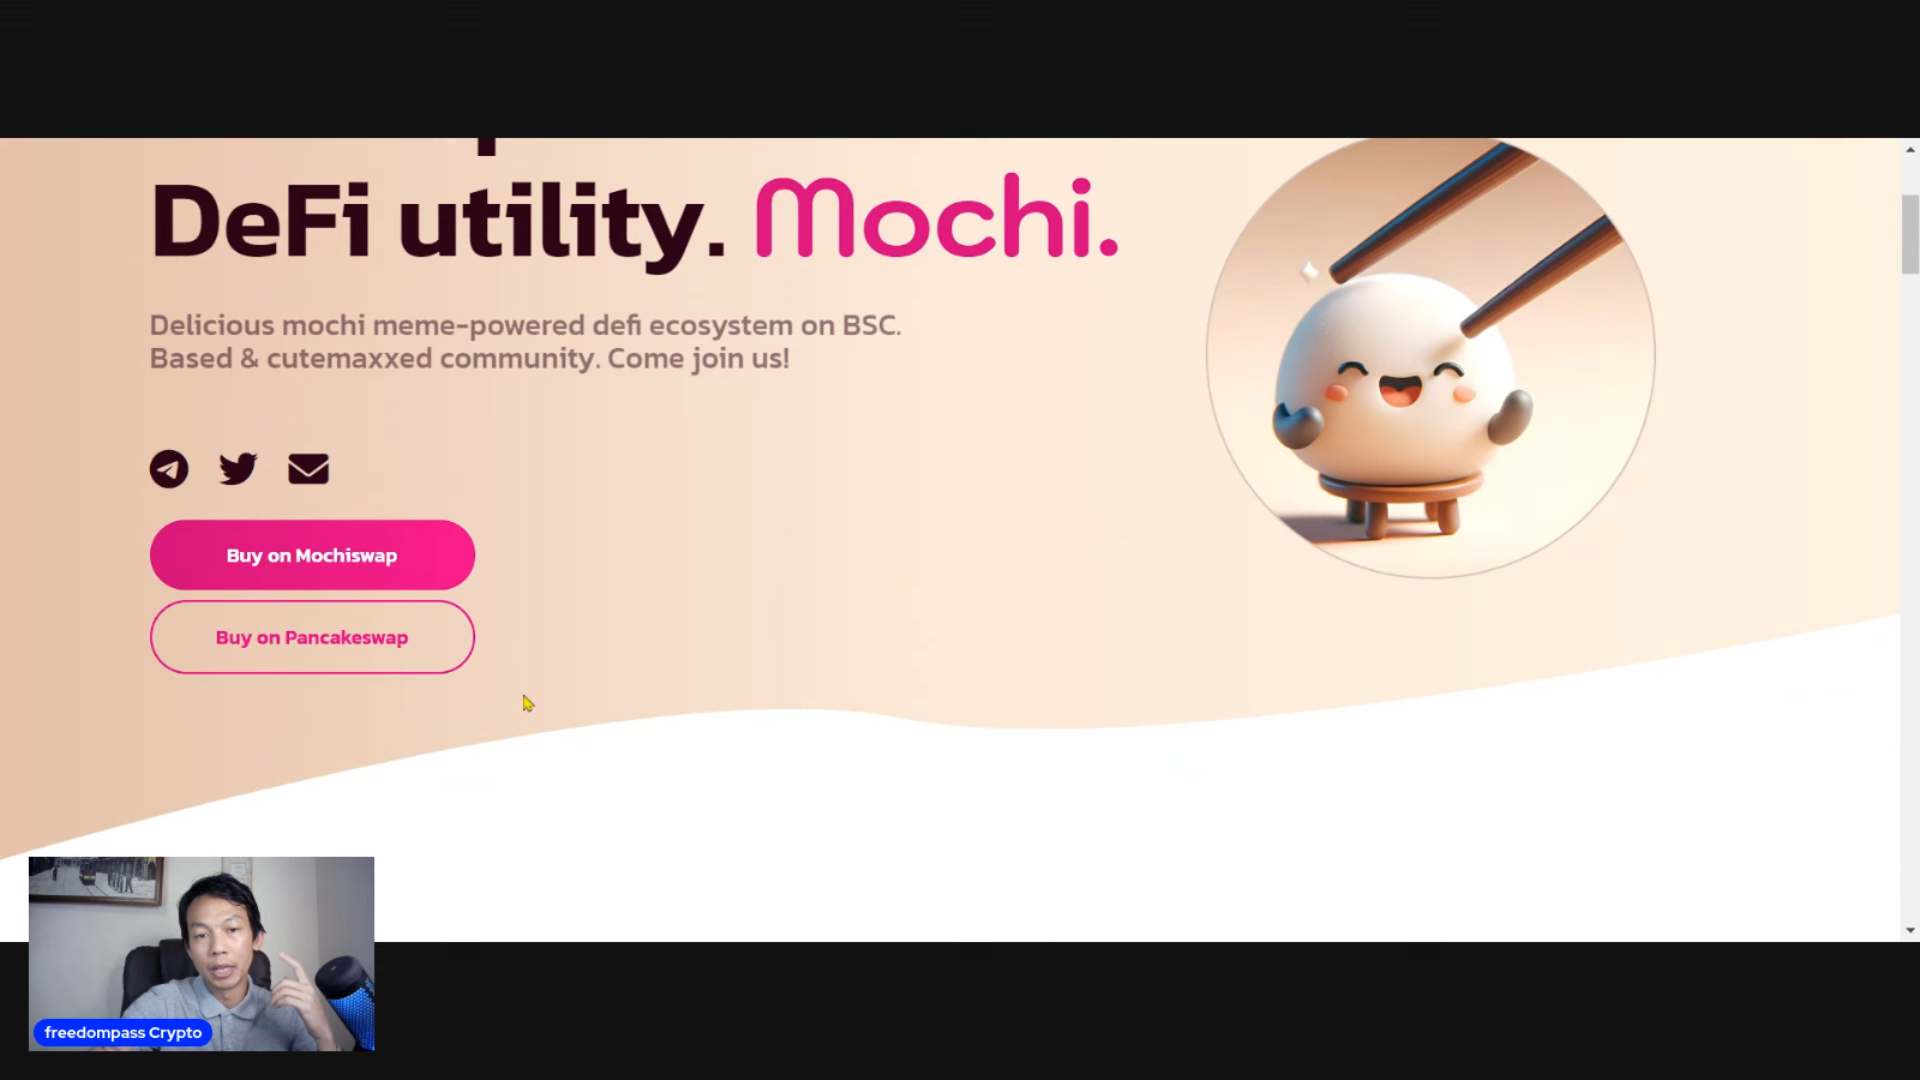 DeFi utility. Mochi.
Delicious mochi meme-powered defi ecosystem on BSC.
Based & cutemaxxed community. Come join us!
Buy on Mochiswap
Buy on Pancakeswap
freedompass Crypto